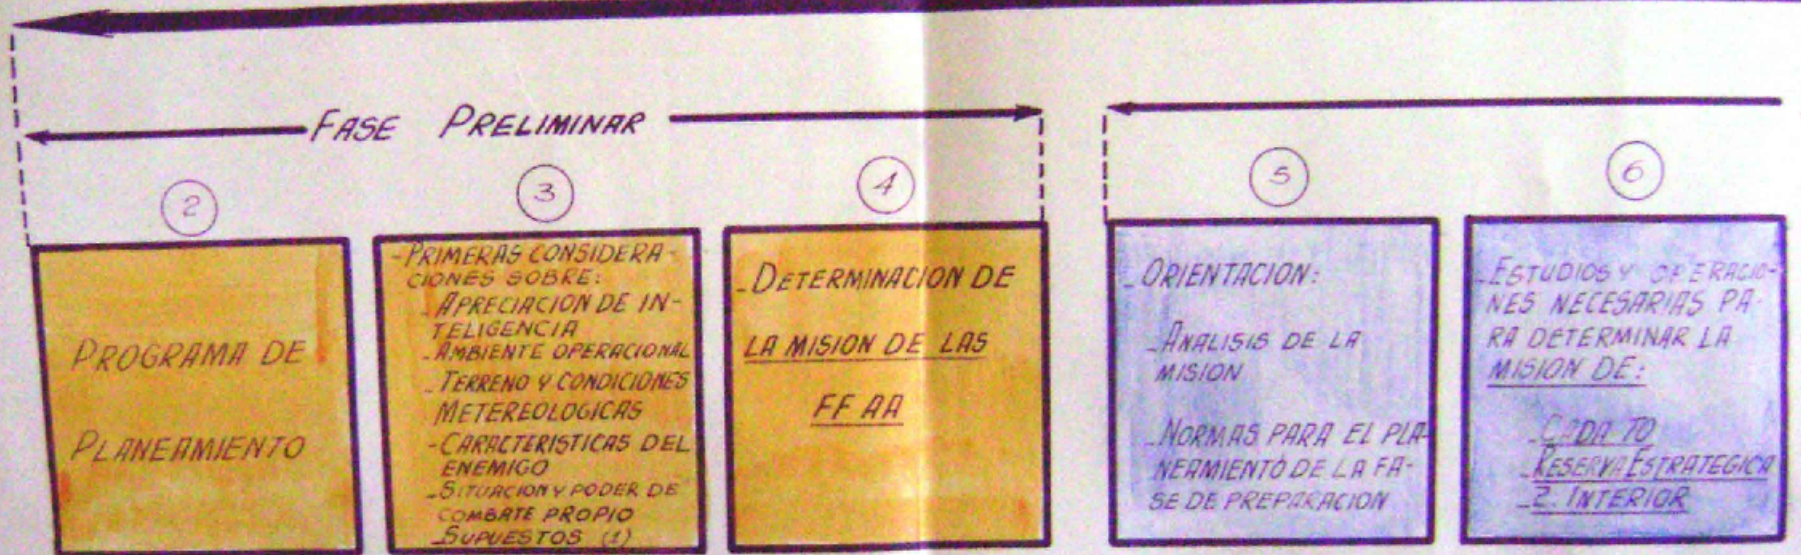 FASE PRELIMINAR
2
PROGRAMA DE
PLANEAMIENTO
3
-PRIMERAS CONSIDERA-
CIONES SOBRE:
-APRECIACION DE IN-
TELIGENCIA
-AMBIENTE OPERACIONAL
-TERRENO Y CONDICIONES
METEREOLOGICAS
-CARACTERISTICAS DEL
ENEMIGO
-SITUACION Y PODER DE
COMBATE PROPIO
-SUPUESTOS (1)
4
-DETERMINACION DE
LA MISION DE LAS
FF AA
5
-ORIENTACION:
-ANALISIS DE LA
MISION
-NORMAS PARA EL PLA-
NEAMIENTO DE LA FA-
SE DE PREPARACION
6
-ESTUDIOS Y OPERACIO-
NES NECESARIAS PA-
RA DETERMINAR LA
MISION DE:
-CADA TO
-RESERVA ESTRATEGICA
-Z. INTERIOR